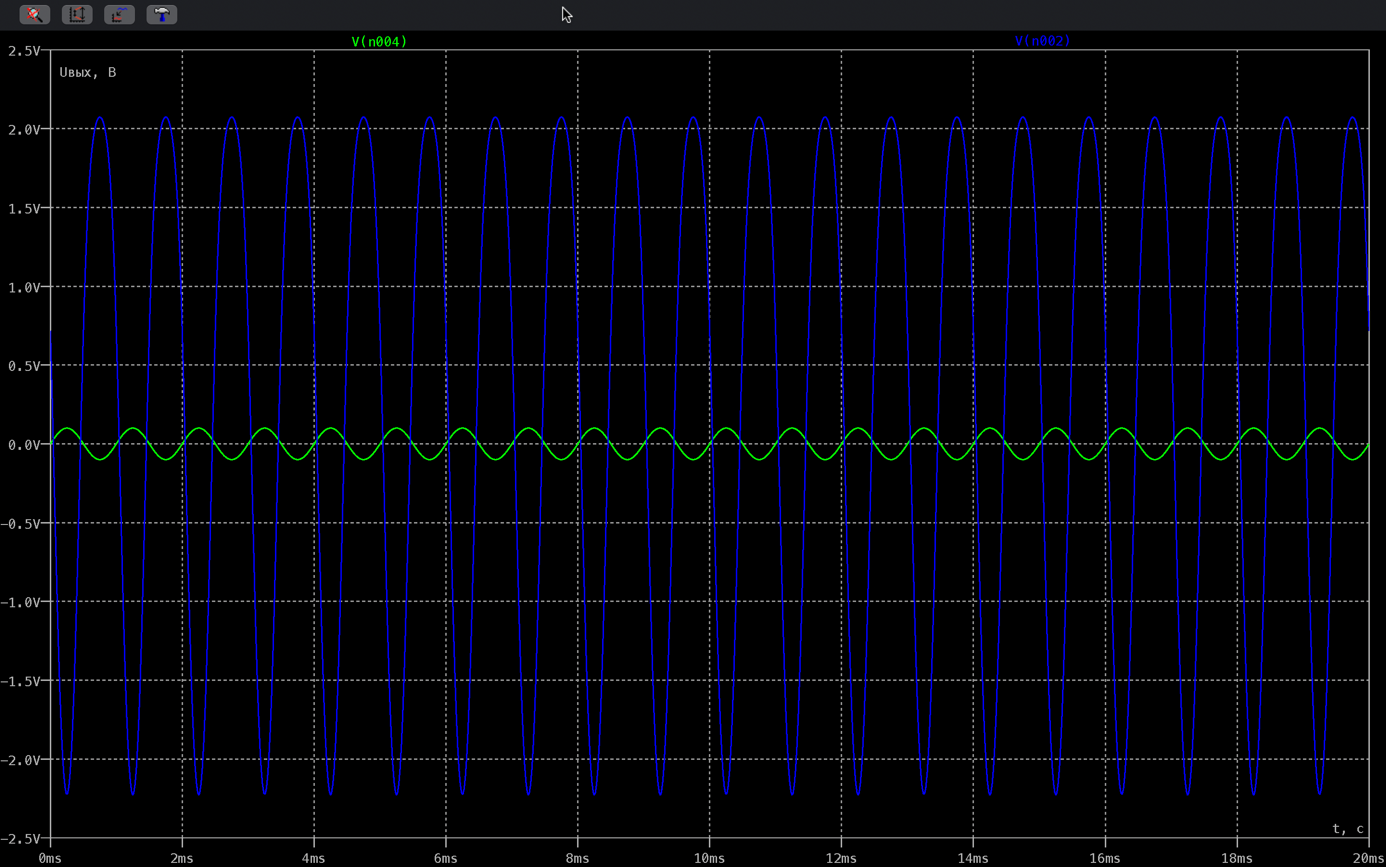 V(n004) V(n002)
2.5V
Uвых, В
2.0V
1.5V
1.0V
0.5V
0.0V
-0.5V
-1.0V
-1.5V
-2.0V
t, c
-2.5V
0ms 2ms 4ms 6ms 8ms 10ms 12ms 14ms 16ms 18ms 20ms